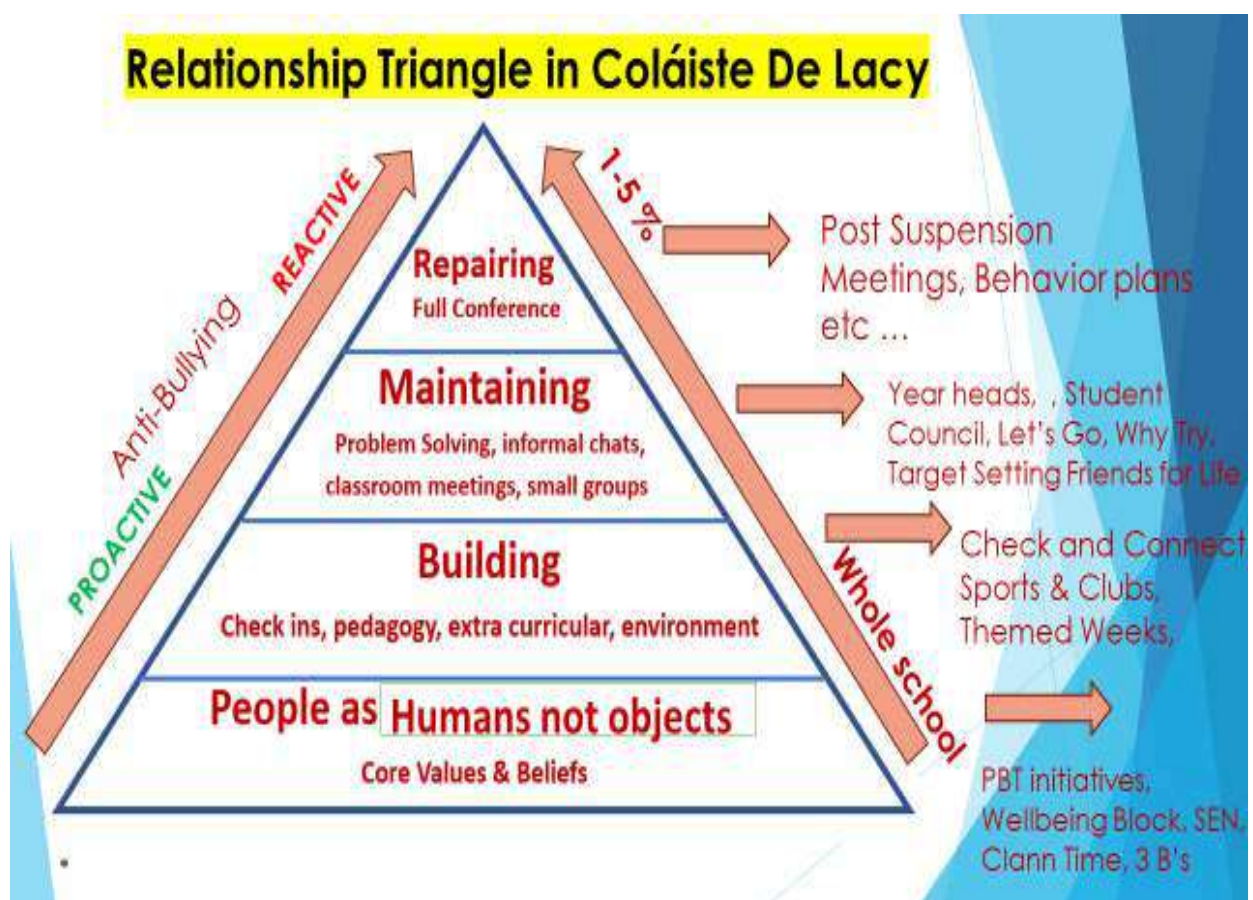 Relationship Triangle in Coláiste De Lacy
REACTIVE
Anti-Bullying
PROACTIVE
Repairing
Full Conference
Maintaining
Problem Solving, informal chats,
classroom meetings, small groups
Building
Check ins, pedagogy, extra curricular, environment
People as Humans not objects
Core Values & Beliefs
1-5 %
Whole school
Post Suspension
Meetings, Behavior plans
etc ...
Year heads, , Student
Council, Let's Go, Why Try,
Target Setting Friends for Life
Check and Connect
Sports & Clubs,
Themed Weeks,
PBT initiatives,
Wellbeing Block, SEN,
Clann Time, 3 B's